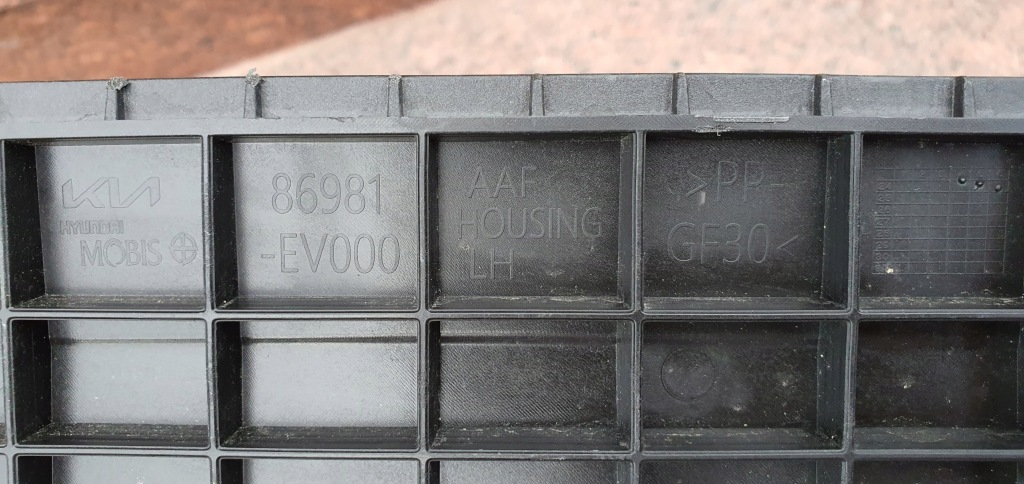 KIA
HYUNDAI
MOBIS
86981
-EV000
AAF
HOUSING
LH
>PP-
GF30<